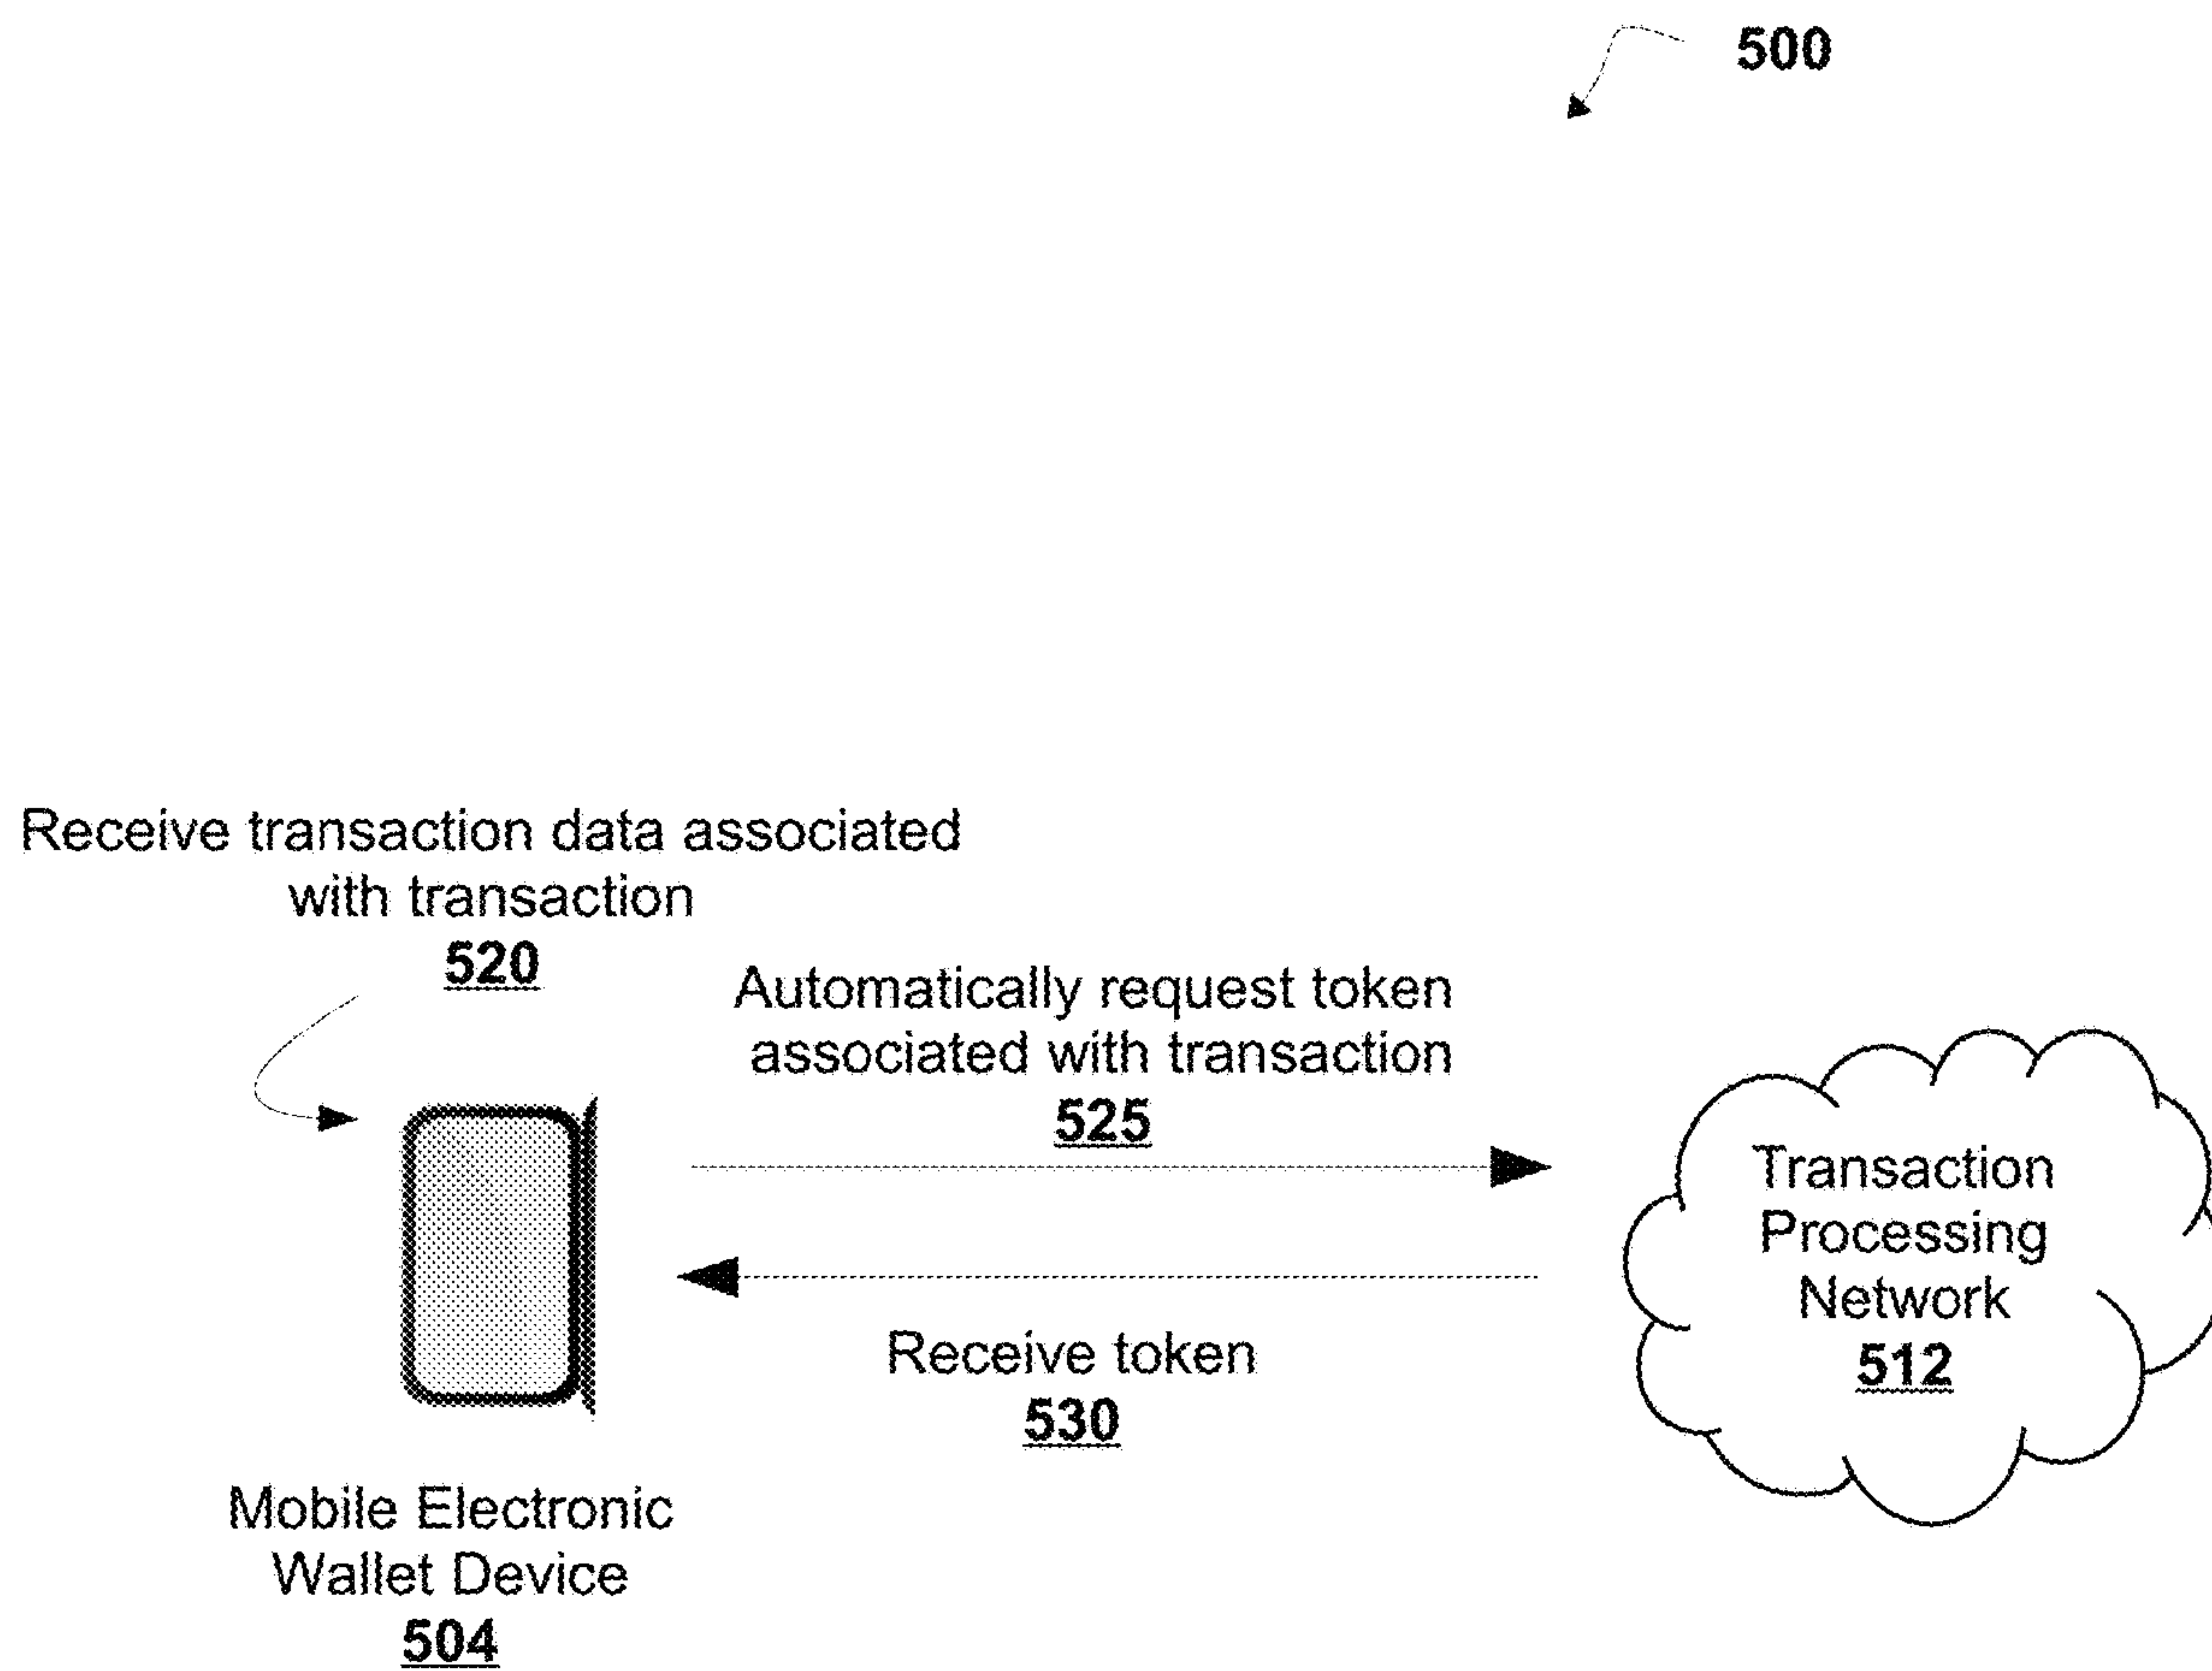 500
Receive transaction data associated
with transaction
520
Automatically request token
associated with transaction
525
Transaction
Processing
Network
512
Receive token
530
Mobile Electronic
Wallet Device
504